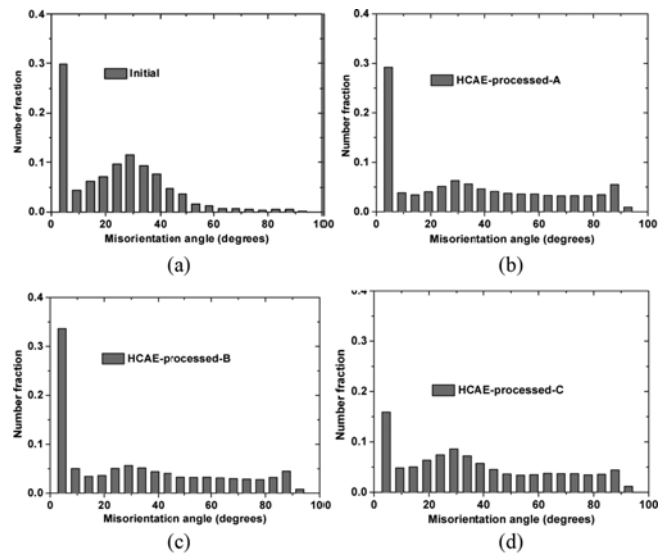 0.4
0.3
0.2
0.1
0.0
0 20 40 60 80 100
Number fraction
Misorientation angle (degrees)
Initial
(a)
0.4
0.3
0.2
0.1
0.0
0 20 40 60 80 100
Number fraction
Misorientation angle (degrees)
HCAE-processed-A
(b)
0.4
0.3
0.2
0.1
0.0
0 20 40 60 80 100
Number fraction
Misorientation angle (degrees)
HCAE-processed-B
(c)
0.3
0.2
0.1
0.0
0 20 40 60 80 100
Number fraction
Misorientation angle (degrees)
HCAE-processed-C
(d)